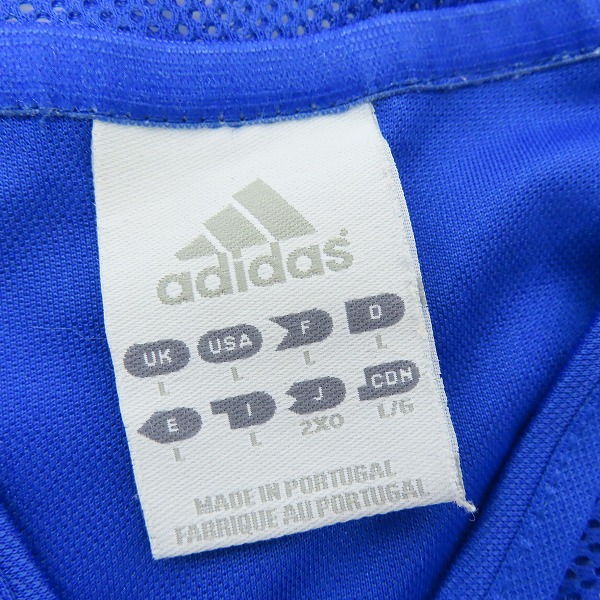 adidas
UK USA F D
L L L L
E I J CDN
L L 2XO L/G
MADE IN PORTUGAL
FABRIQUE AU PORTUGAL